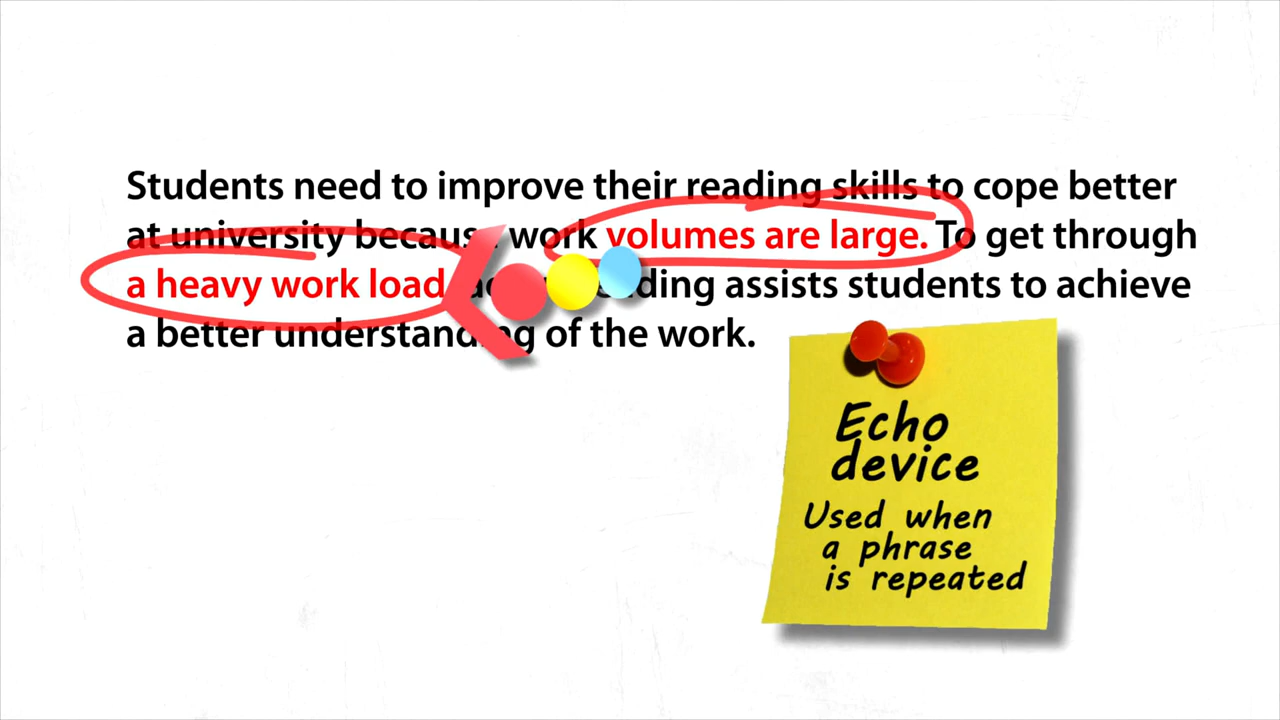 Students need to improve their reading skills to cope better
at university because work volumes are large. To get through
a heavy work load assists students to achieve
a better understanding of the work.
Echo
device
Used when
a phrase
is repeated